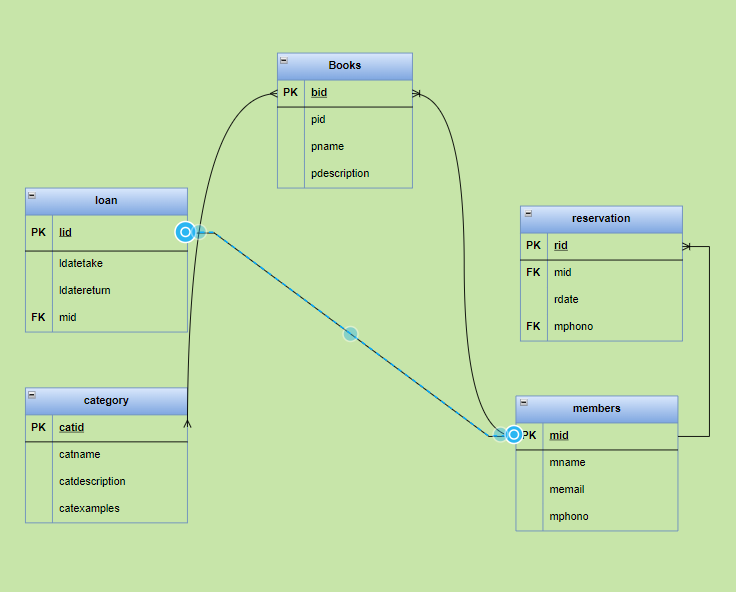 Books
PK bid
pid
pname
pdescription
loan
PK lid
ldatetake
ldatereturn
FK mid
reservation
PK rid
FK mid
rdate
FK mphono
category
PK catid
catname
catdescription
catexamples
members
PK mid
mname
memail
mphono